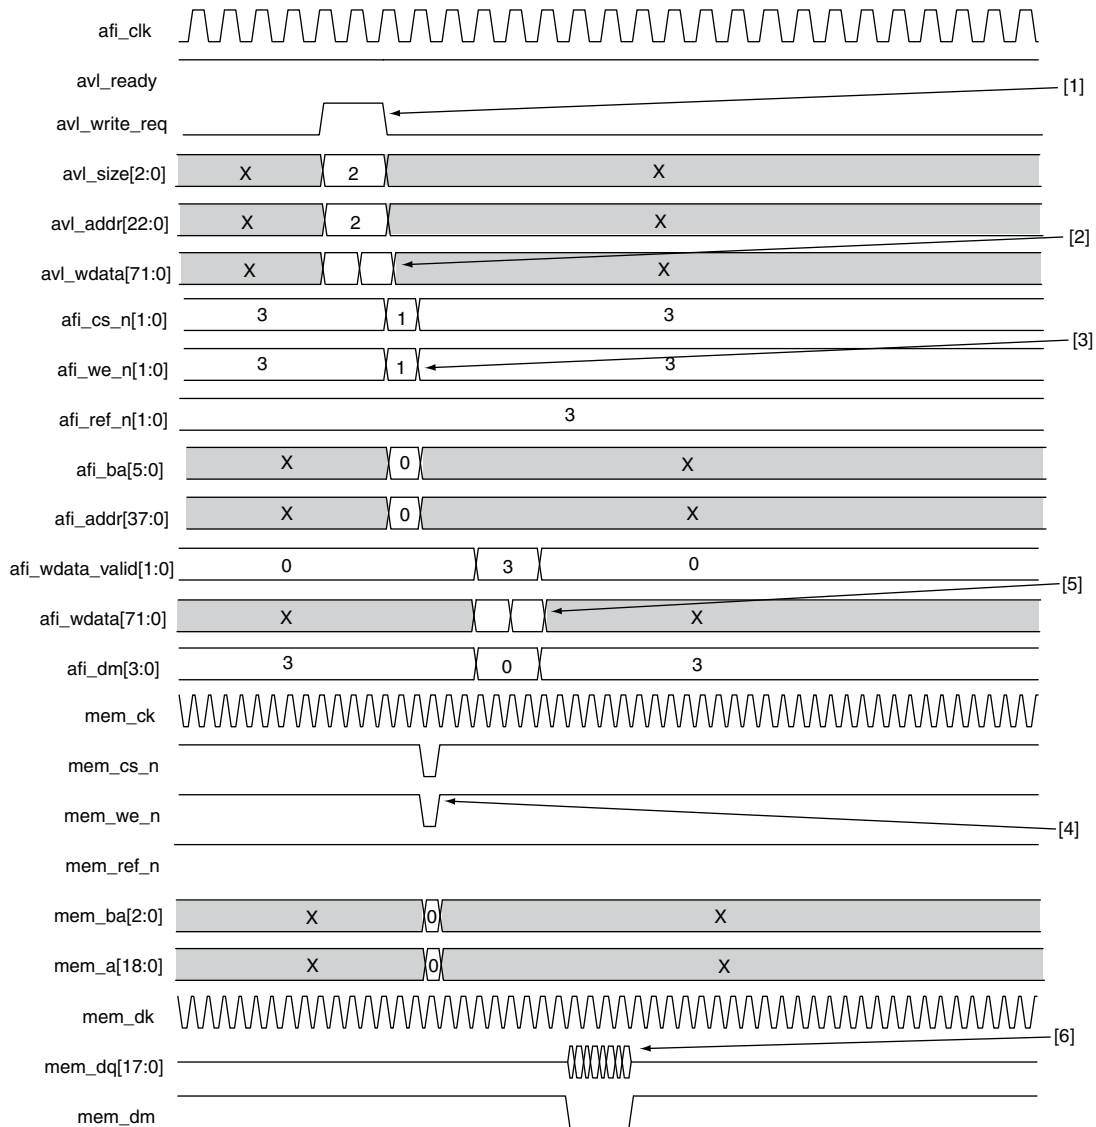 afi_clk
avl_ready
[1]
avl_write_req
avl_size[2:0] X 2 X
avl_addr[22:0] X 2 X
[2]
avl_wdata[71:0] X X
afi_cs_n[1:0] 3 1 3
[3]
afi_we_n[1:0] 3 1 3
afi_ref_n[1:0] 3
afi_ba[5:0] X 0 X
afi_addr[37:0] X 0 X
afi_wdata_valid[1:0] 0 3 0
[5]
afi_wdata[71:0] X X
afi_dm[3:0] 3 0 3
mem_ck
mem_cs_n
mem_we_n
[4]
mem_ref_n
mem_ba[2:0] X 0 X
mem_a[18:0] X 0 X
mem_dk
[6]
mem_dq[17:0]
mem_dm